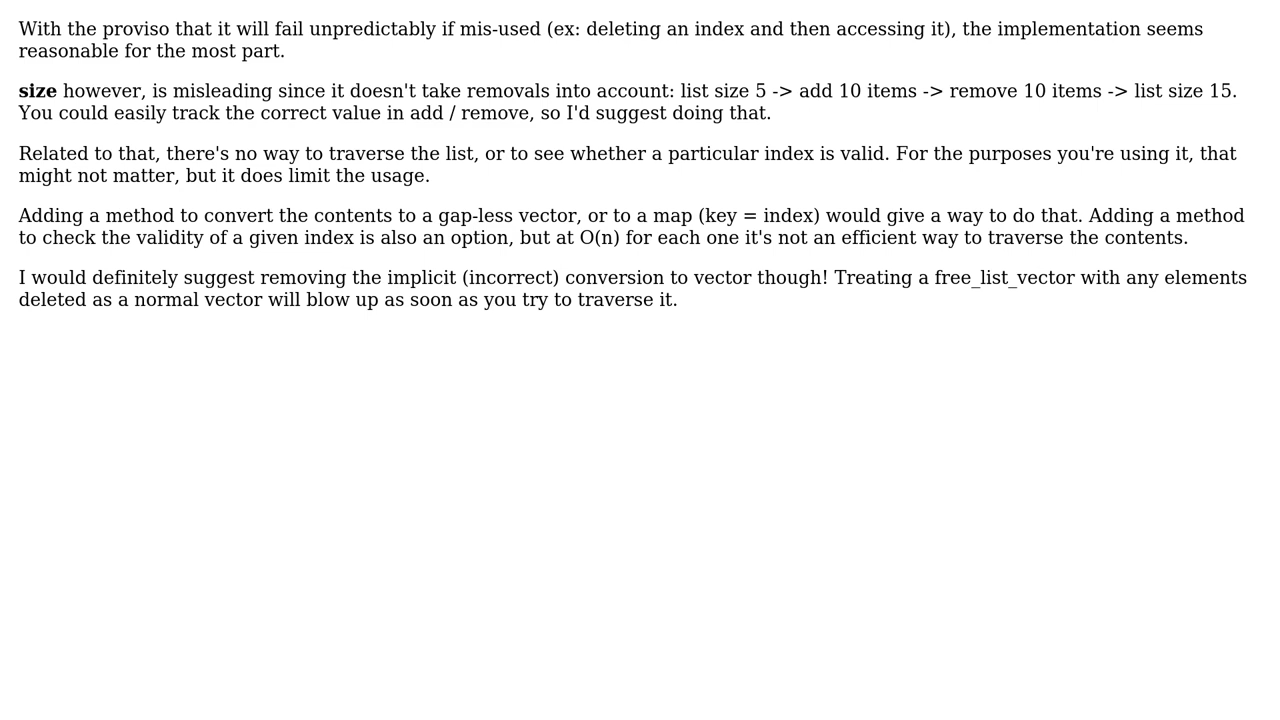 With the proviso that it will fail unpredictably if mis-used (ex: deleting an index and then accessing it), the implementation seems
reasonable for the most part.
size however, is misleading since it doesn't take removals into account: list size 5 -> add 10 items -> remove 10 items -> list size 15.
You could easily track the correct value in add / remove, so I'd suggest doing that.
Related to that, there's no way to traverse the list, or to see whether a particular index is valid. For the purposes you're using it, that
might not matter, but it does limit the usage.
Adding a method to convert the contents to a gap-less vector, or to a map (key = index) would give a way to do that. Adding a method
to check the validity of a given index is also an option, but at O(n) for each one it's not an efficient way to traverse the contents.
I would definitely suggest removing the implicit (incorrect) conversion to vector though! Treating a free_list_vector with any elements
deleted as a normal vector will blow up as soon as you try to traverse it.